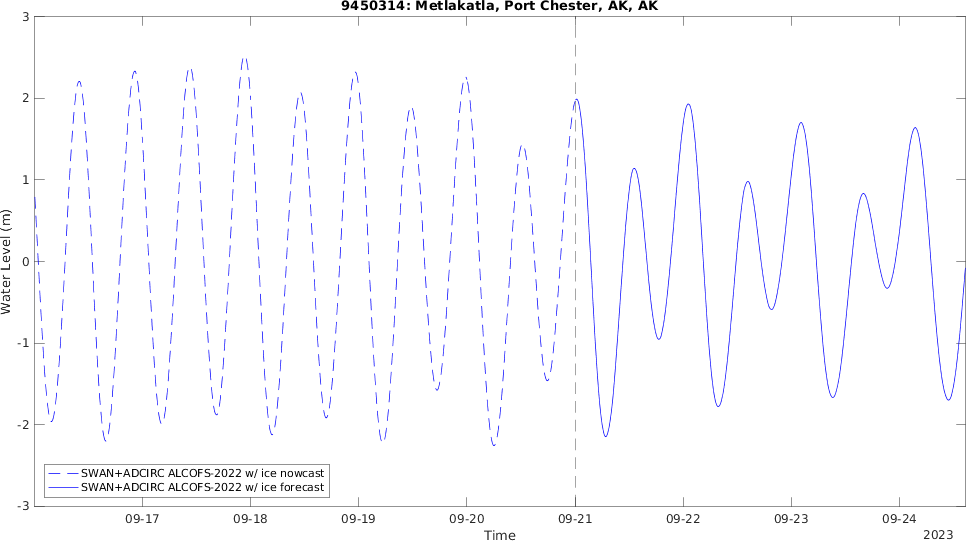 9450314: Metlakatla, Port Chester, AK, AK
3
2
1
0
-1
-2
-3
Water Level (m)
SWAN+ADCIRC ALCOFS-2022 w/ ice nowcast
SWAN+ADCIRC ALCOFS-2022 w/ ice forecast
09-17 09-18 09-19 09-20 09-21 09-22 09-23 09-24
Time
2023